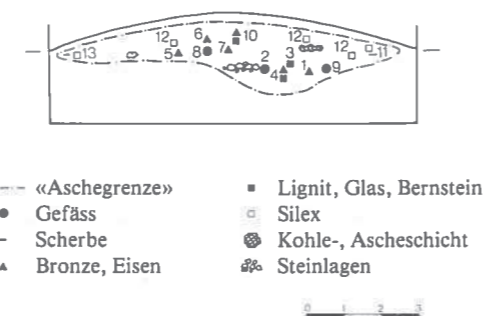 6 10 12 12
13 5 8 7 2 3 12 11
4 1 9
«Aschegrenze»
Gefäss
Scherbe
Bronze, Eisen
Lignit, Glas, Bernstein
Silex
Kohle-, Ascheschicht
Steinlagen
0 1 2 3